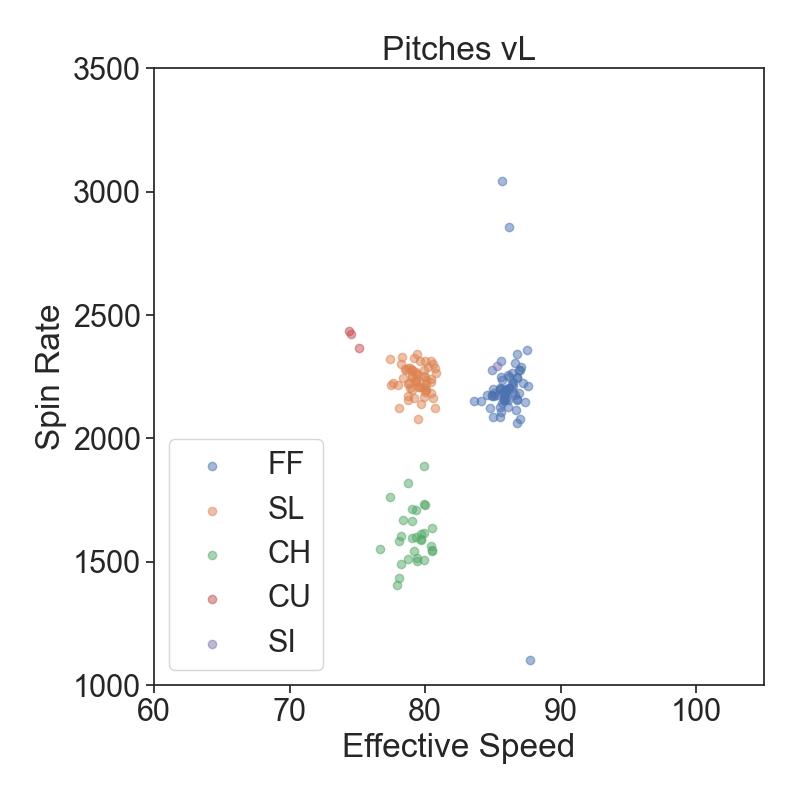 Pitches vL
3500
3000
2500
2000
1500
1000
Spin Rate
FF
SL
CH
CU
SI
60 70 80 90 100
Effective Speed